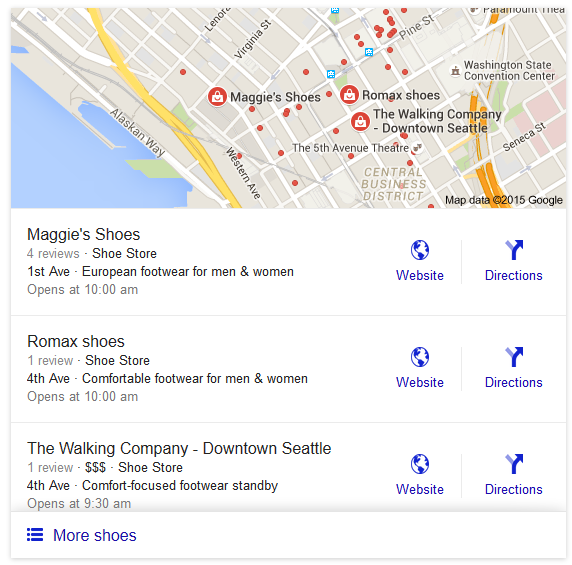 Paramount Thea
Lenora
Virginia St
Pine St
Washington State
Convention Center
Maggie's Shoes
Romax shoes
The Walking Company
- Downtown Seattle
Alaskan Way
Seneca St
The 5th Avenue Theatre
Western Ave
CENTRAL
BUSINESS
DISTRICT
Map data ©2015 Google
Maggie's Shoes
4 reviews · Shoe Store
1st Ave · European footwear for men & women
Opens at 10:00 am
Website
Directions
Romax shoes
1 review · Shoe Store
4th Ave · Comfortable footwear for men & women
Opens at 10:00 am
Website
Directions
The Walking Company - Downtown Seattle
1 review · $$$ · Shoe Store
4th Ave · Comfort-focused footwear standby
Opens at 9:30 am
Website
Directions
More shoes